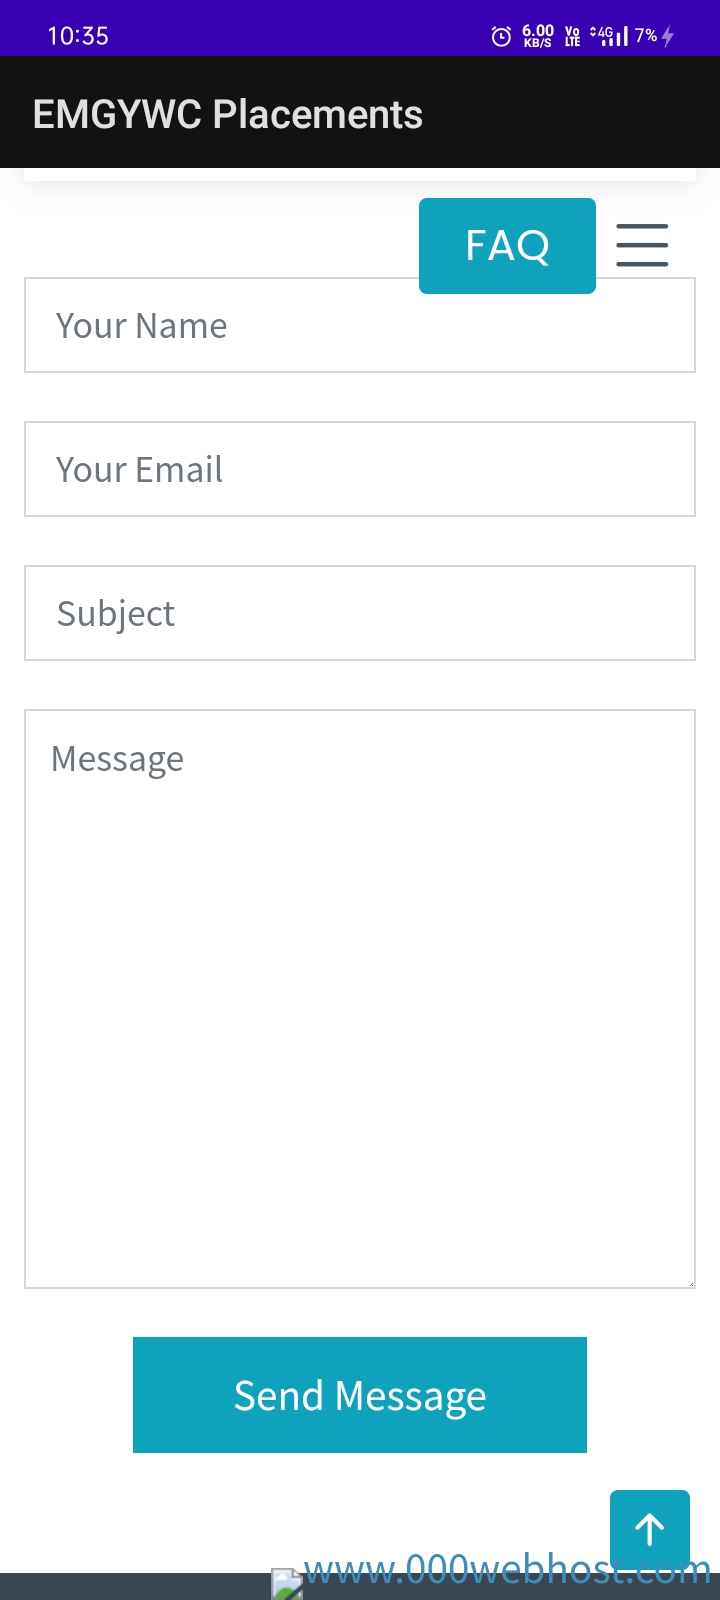 10:35
6.00
KB/S
Vo
LTE
4G
7%
EMGYWC Placements
FAQ
Your Name
Your Email
Subject
Message
Send Message
www.000webhost.com